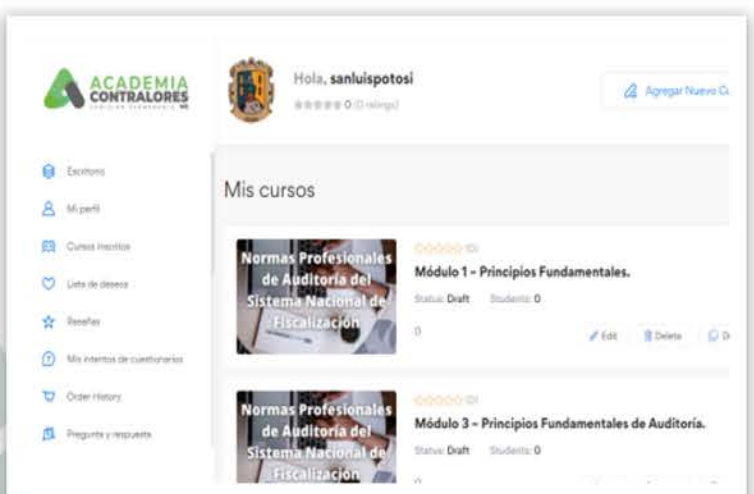 ACADEMIA
CONTRALORES
Hola, sanluispotosi
0 (0 ratings)
Agregar Nuevo Cu
Escritorio
Mi perfil
Cursos Inscritos
Lista de deseos
Reseñas
Mis intentos de cuestionarios
Order History
Pregunta y respuesta
Mis cursos
Normas Profesionales
de Auditoría del
Sistema Nacional de
Fiscalización
(0)
Módulo 1 - Principios Fundamentales.
Status: Draft Students: 0
0
Edit Delete D
Normas Profesionales
de Auditoría del
Sistema Nacional de
Fiscalización
(0)
Módulo 3 - Principios Fundamentales de Auditoría.
Status: Draft Students: 0